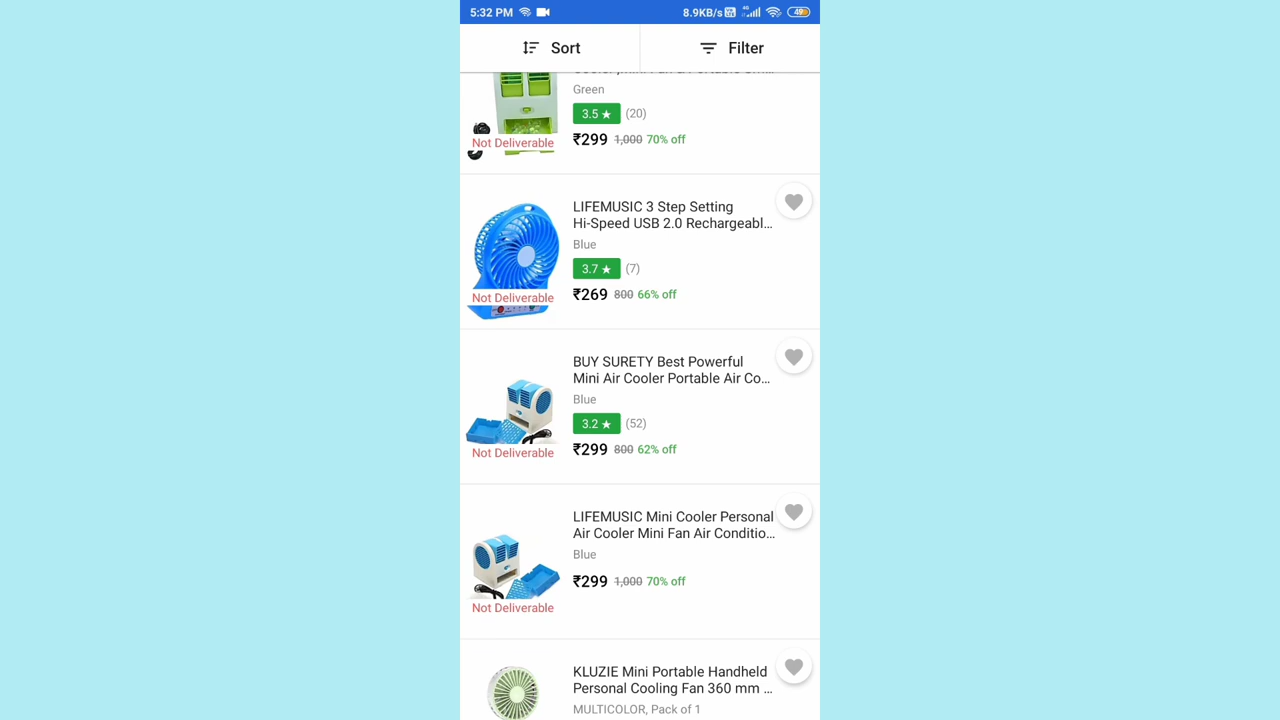 5:32 PM
8.9KB/s 4G 49
Sort
Filter
Green
3.5 ★ (20)
Not Deliverable
₹299 1,000 70% off
LIFEMUSIC 3 Step Setting
Hi-Speed USB 2.0 Rechargeabl...
Blue
3.7 ★ (7)
Not Deliverable
₹269 800 66% off
BUY SURETY Best Powerful
Mini Air Cooler Portable Air Co...
Blue
3.2 ★ (52)
₹299 800 62% off
Not Deliverable
LIFEMUSIC Mini Cooler Personal
Air Cooler Mini Fan Air Conditio...
Blue
₹299 1,000 70% off
Not Deliverable
KLUZIE Mini Portable Handheld
Personal Cooling Fan 360 mm ...
MULTICOLOR, Pack of 1